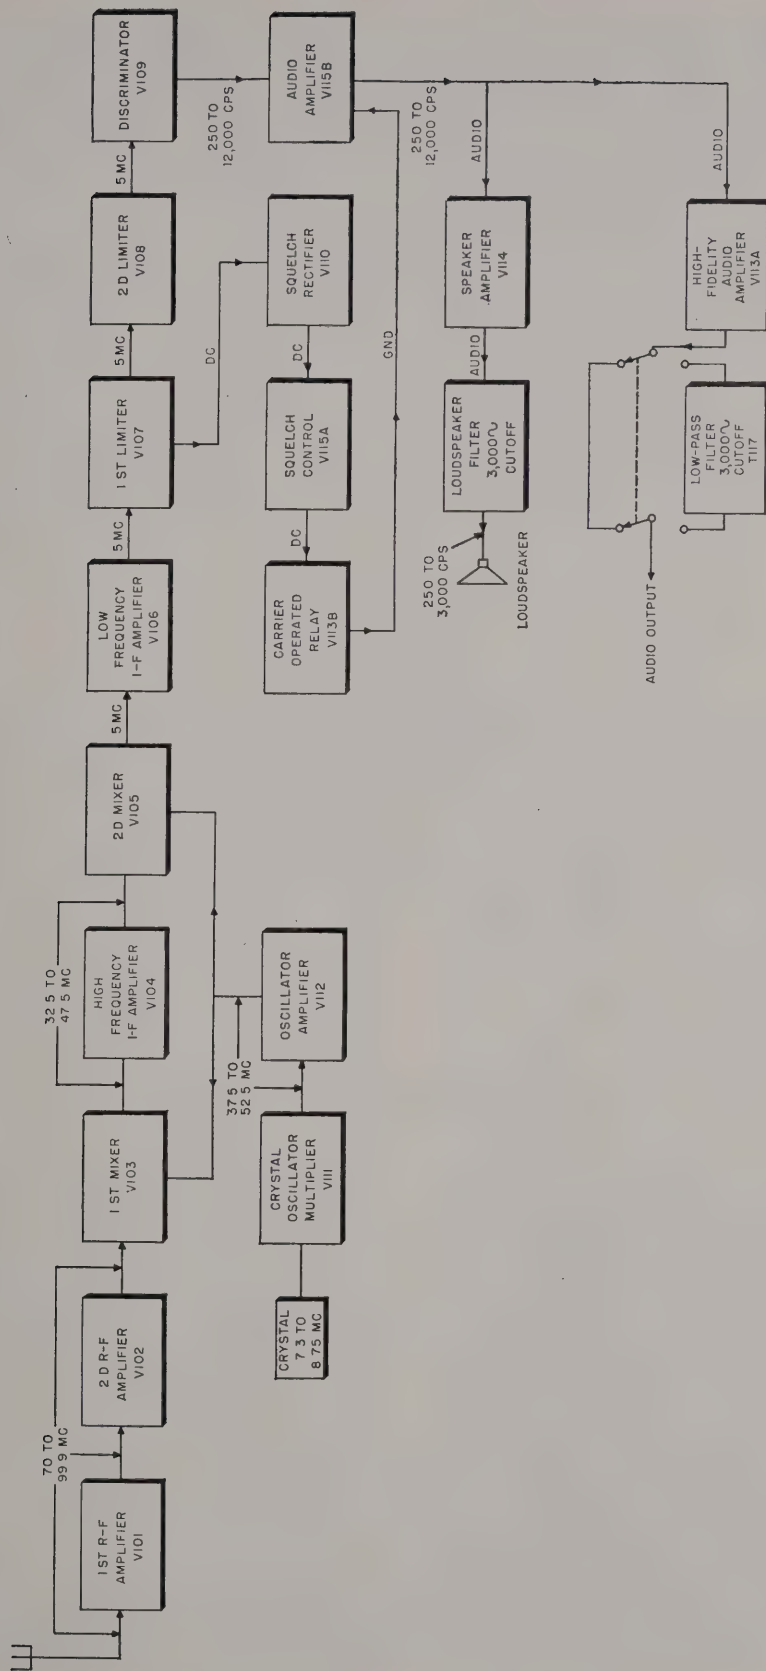 70 TO
99.9 MC
1ST R-F
AMPLIFIER
V101
2D R-F
AMPLIFIER
V102
1ST MIXER
V103
32.5 TO
47.5 MC
HIGH
FREQUENCY
I-F AMPLIFIER
V104
2D MIXER
V105
5 MC
LOW
FREQUENCY
I-F AMPLIFIER
V106
5 MC
1ST LIMITER
V107
5 MC
2D LIMITER
V108
5 MC
DISCRIMINATOR
V109
CRYSTAL
7.3 TO
8.75 MC
CRYSTAL
OSCILLATOR
MULTIPLIER
V111
37.5 TO
52.5 MC
OSCILLATOR
AMPLIFIER
V112
DC
250 TO
12,000 CPS
CARRIER
OPERATED
RELAY
V113B
DC
SQUELCH
CONTROL
V115A
DC
SQUELCH
RECTIFIER
V110
AUDIO
AMPLIFIER
V115B
GND
250 TO
12,000 CPS
AUDIO
250 TO
3,000 CPS
LOUDSPEAKER
LOUDSPEAKER
FILTER
3,000~
CUTOFF
AUDIO
SPEAKER
AMPLIFIER
V114
AUDIO
AUDIO OUTPUT
LOW-PASS
FILTER
3,000~
CUTOFF
T117
HIGH-
FIDELITY
AUDIO
AMPLIFIER
V113A